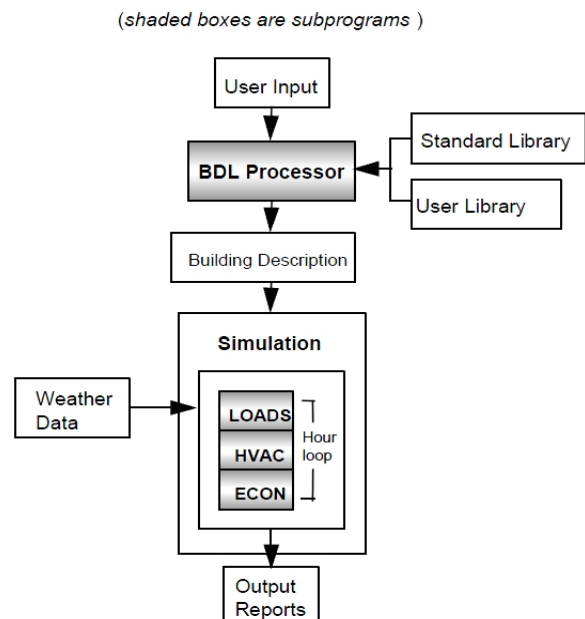 (shaded boxes are subprograms )
User Input
BDL Processor
Standard Library
User Library
Building Description
Simulation
Weather
Data
LOADS
HVAC
ECON
Hour
loop
Output
Reports